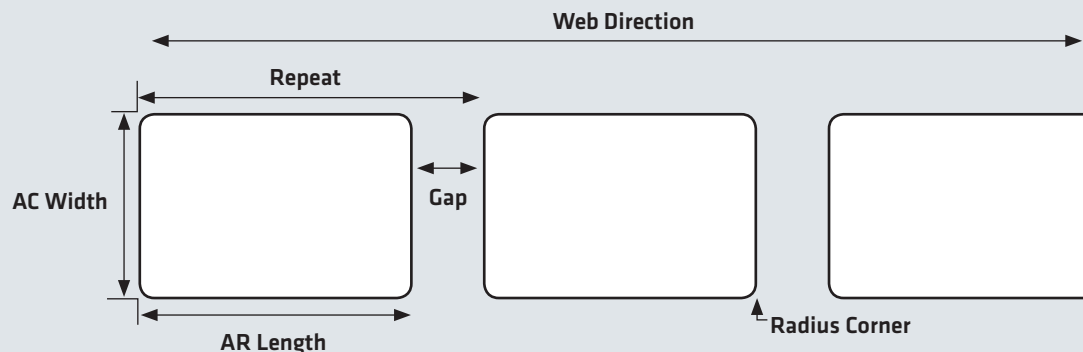 Web Direction
Repeat
AC Width
Gap
Radius Corner
AR Length